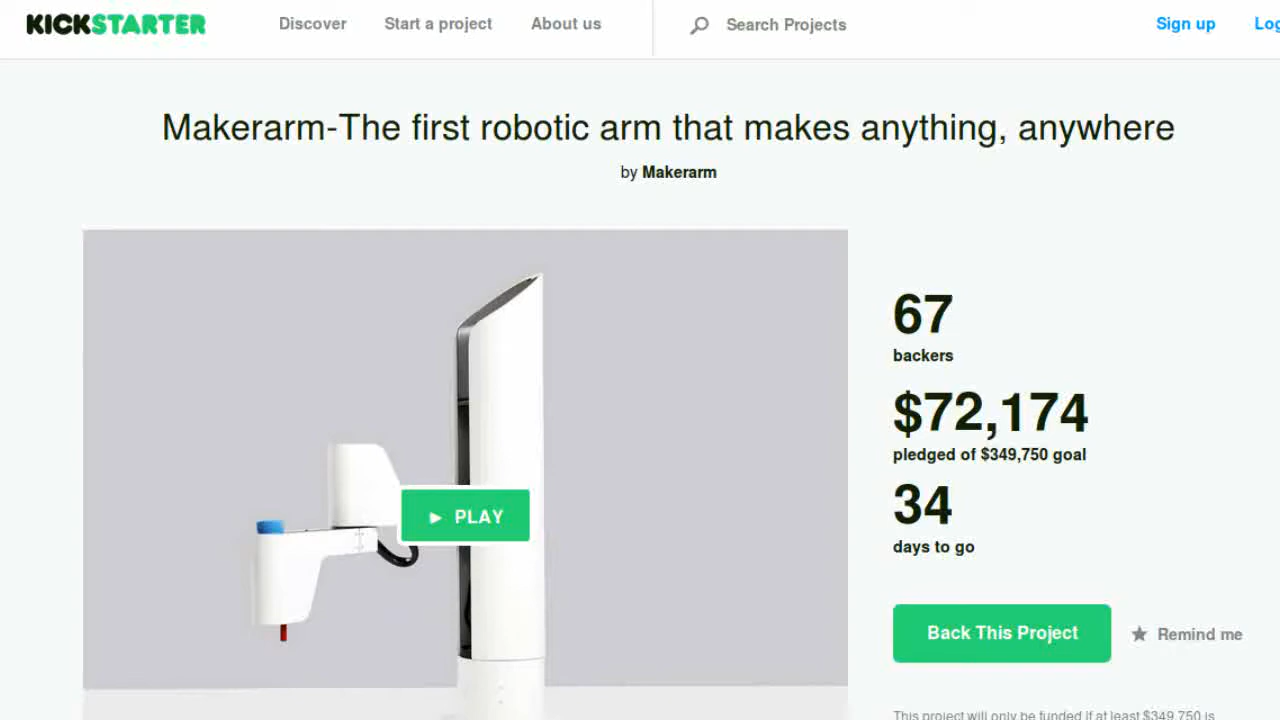 KICKSTARTER Discover Start a project About us Search Projects Sign up
Makerarm-The first robotic arm that makes anything, anywhere
by Makerarm
67
backers
$72,174
pledged of $349,750 goal
34
days to go
PLAY
Back This Project Remind me
This project will only be funded if at least $349,750 is